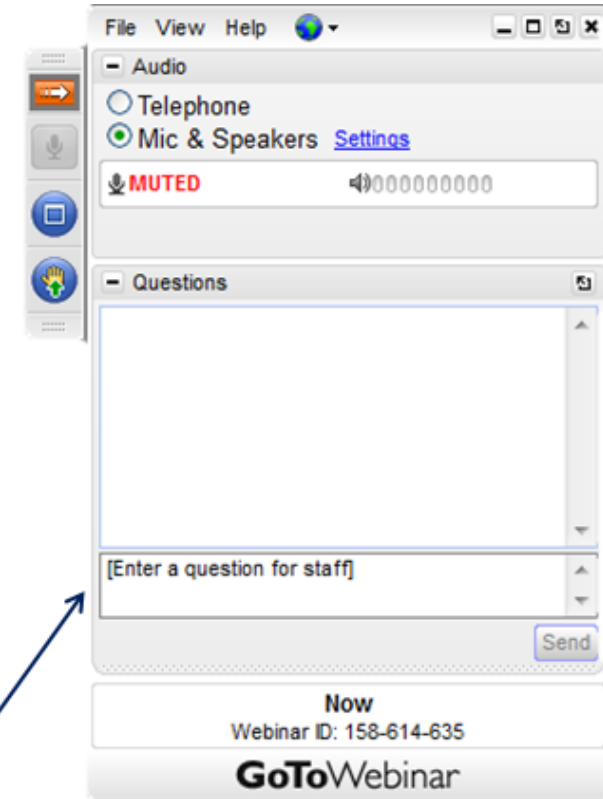 File View Help
Audio
Telephone
Mic & Speakers Settings
MUTED
Questions
[Enter a question for staff]
Send
Now
Webinar ID: 158-614-635
GoToWebinar